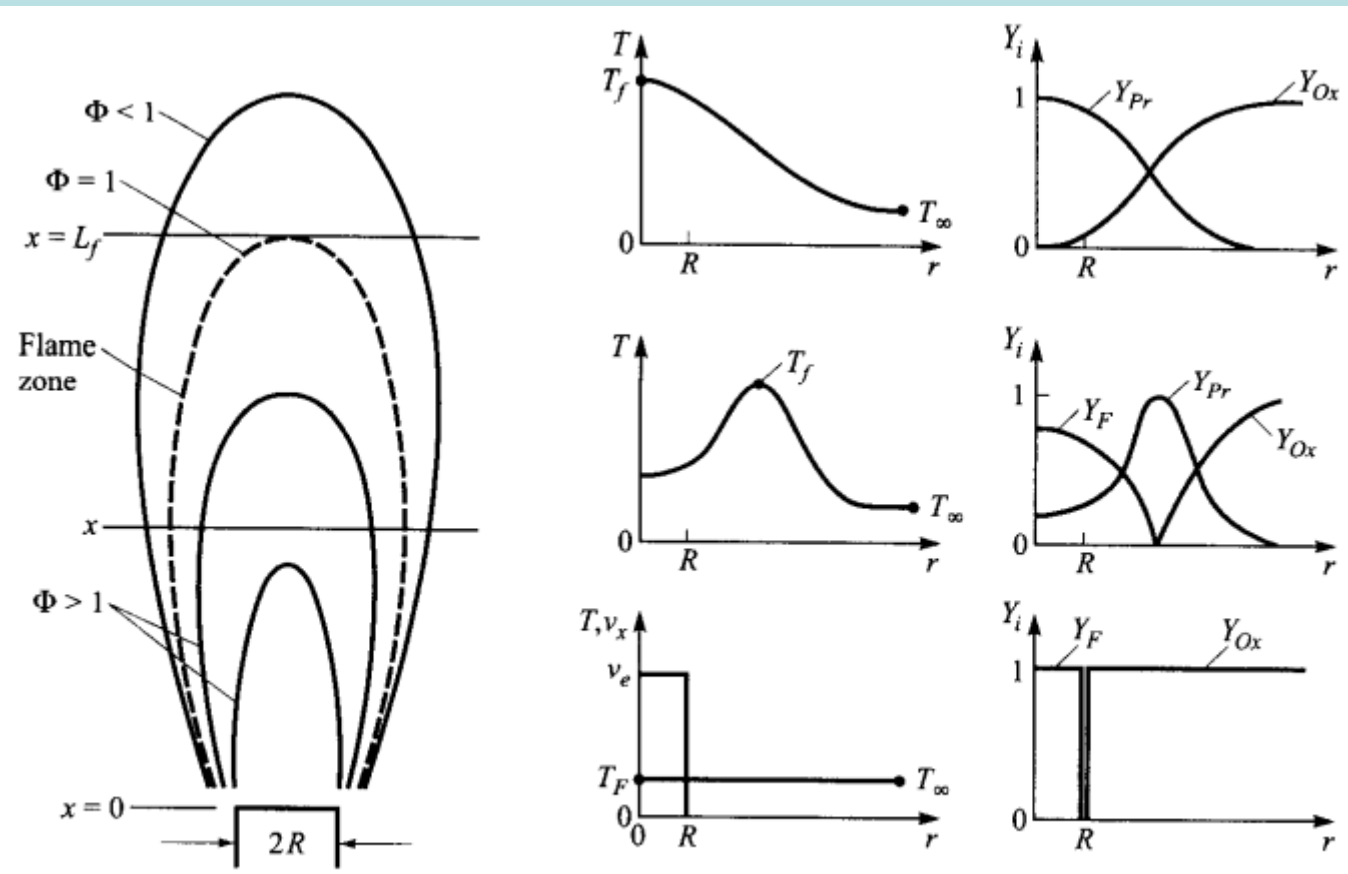 Φ < 1
Φ = 1
x = L_f
Flame
zone
x
Φ > 1
x = 0
2R
T
T_f
T_∞
0
R
r
Y_i
1
Y_Pr
Y_Ox
0
R
r
T
T_f
T_∞
0
R
r
Y_i
1
Y_F
Y_Pr
Y_Ox
0
R
r
T, v_x
v_e
T_F
T_∞
0
0
R
r
Y_i
Y_F
Y_Ox
1
0
R
r